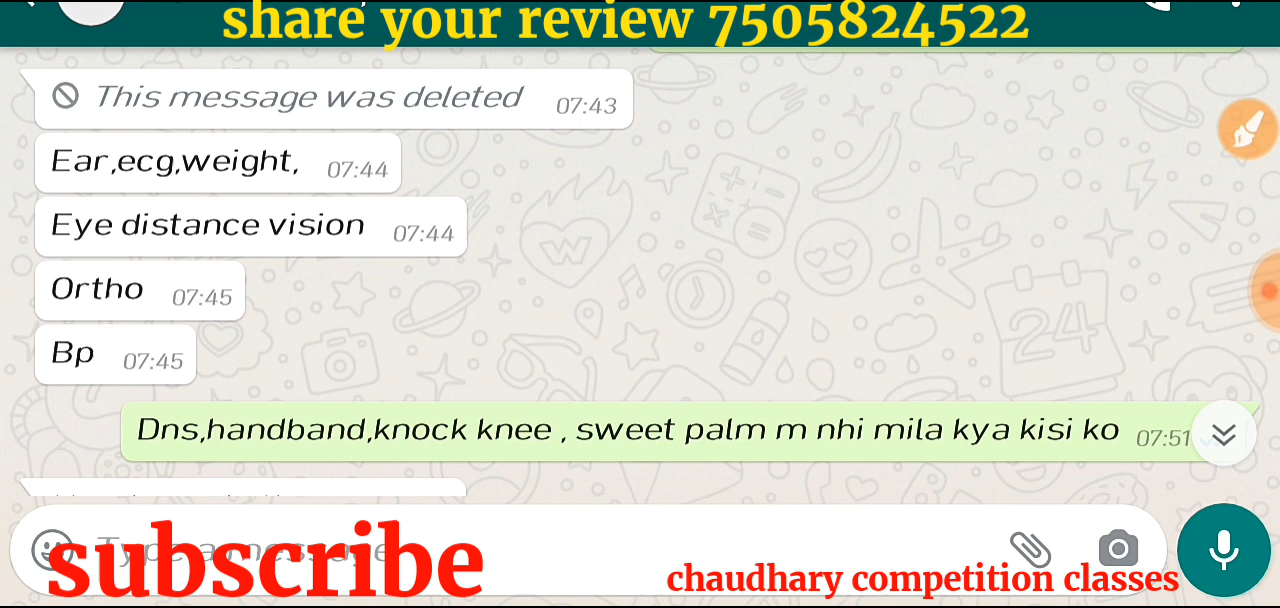 share your review 7505824522
This message was deleted 07:43
Ear,ecg,weight, 07:44
Eye distance vision 07:44
Ortho 07:45
Bp 07:45
Dns,handband,knock knee , sweet palm m nhi mila kya kisi ko 07:51
Type a message
subscribe
chaudhary competition classes